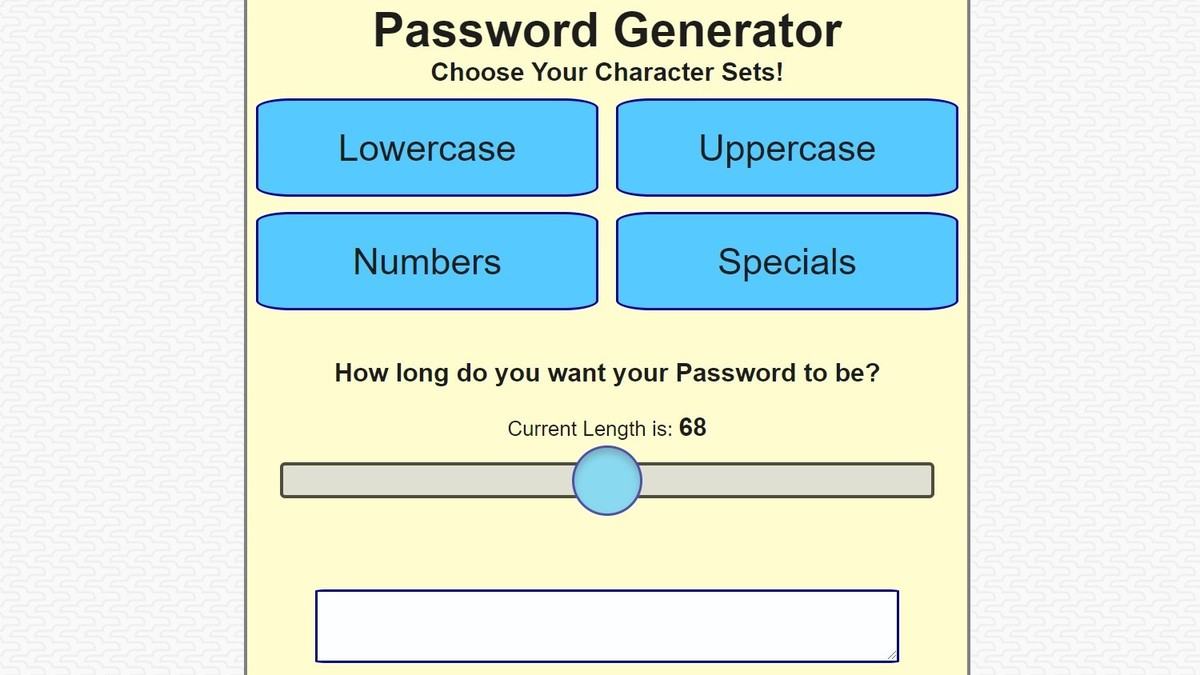 Password Generator
Choose Your Character Sets!
Lowercase Uppercase
Numbers Specials
How long do you want your Password to be?
Current Length is: 68